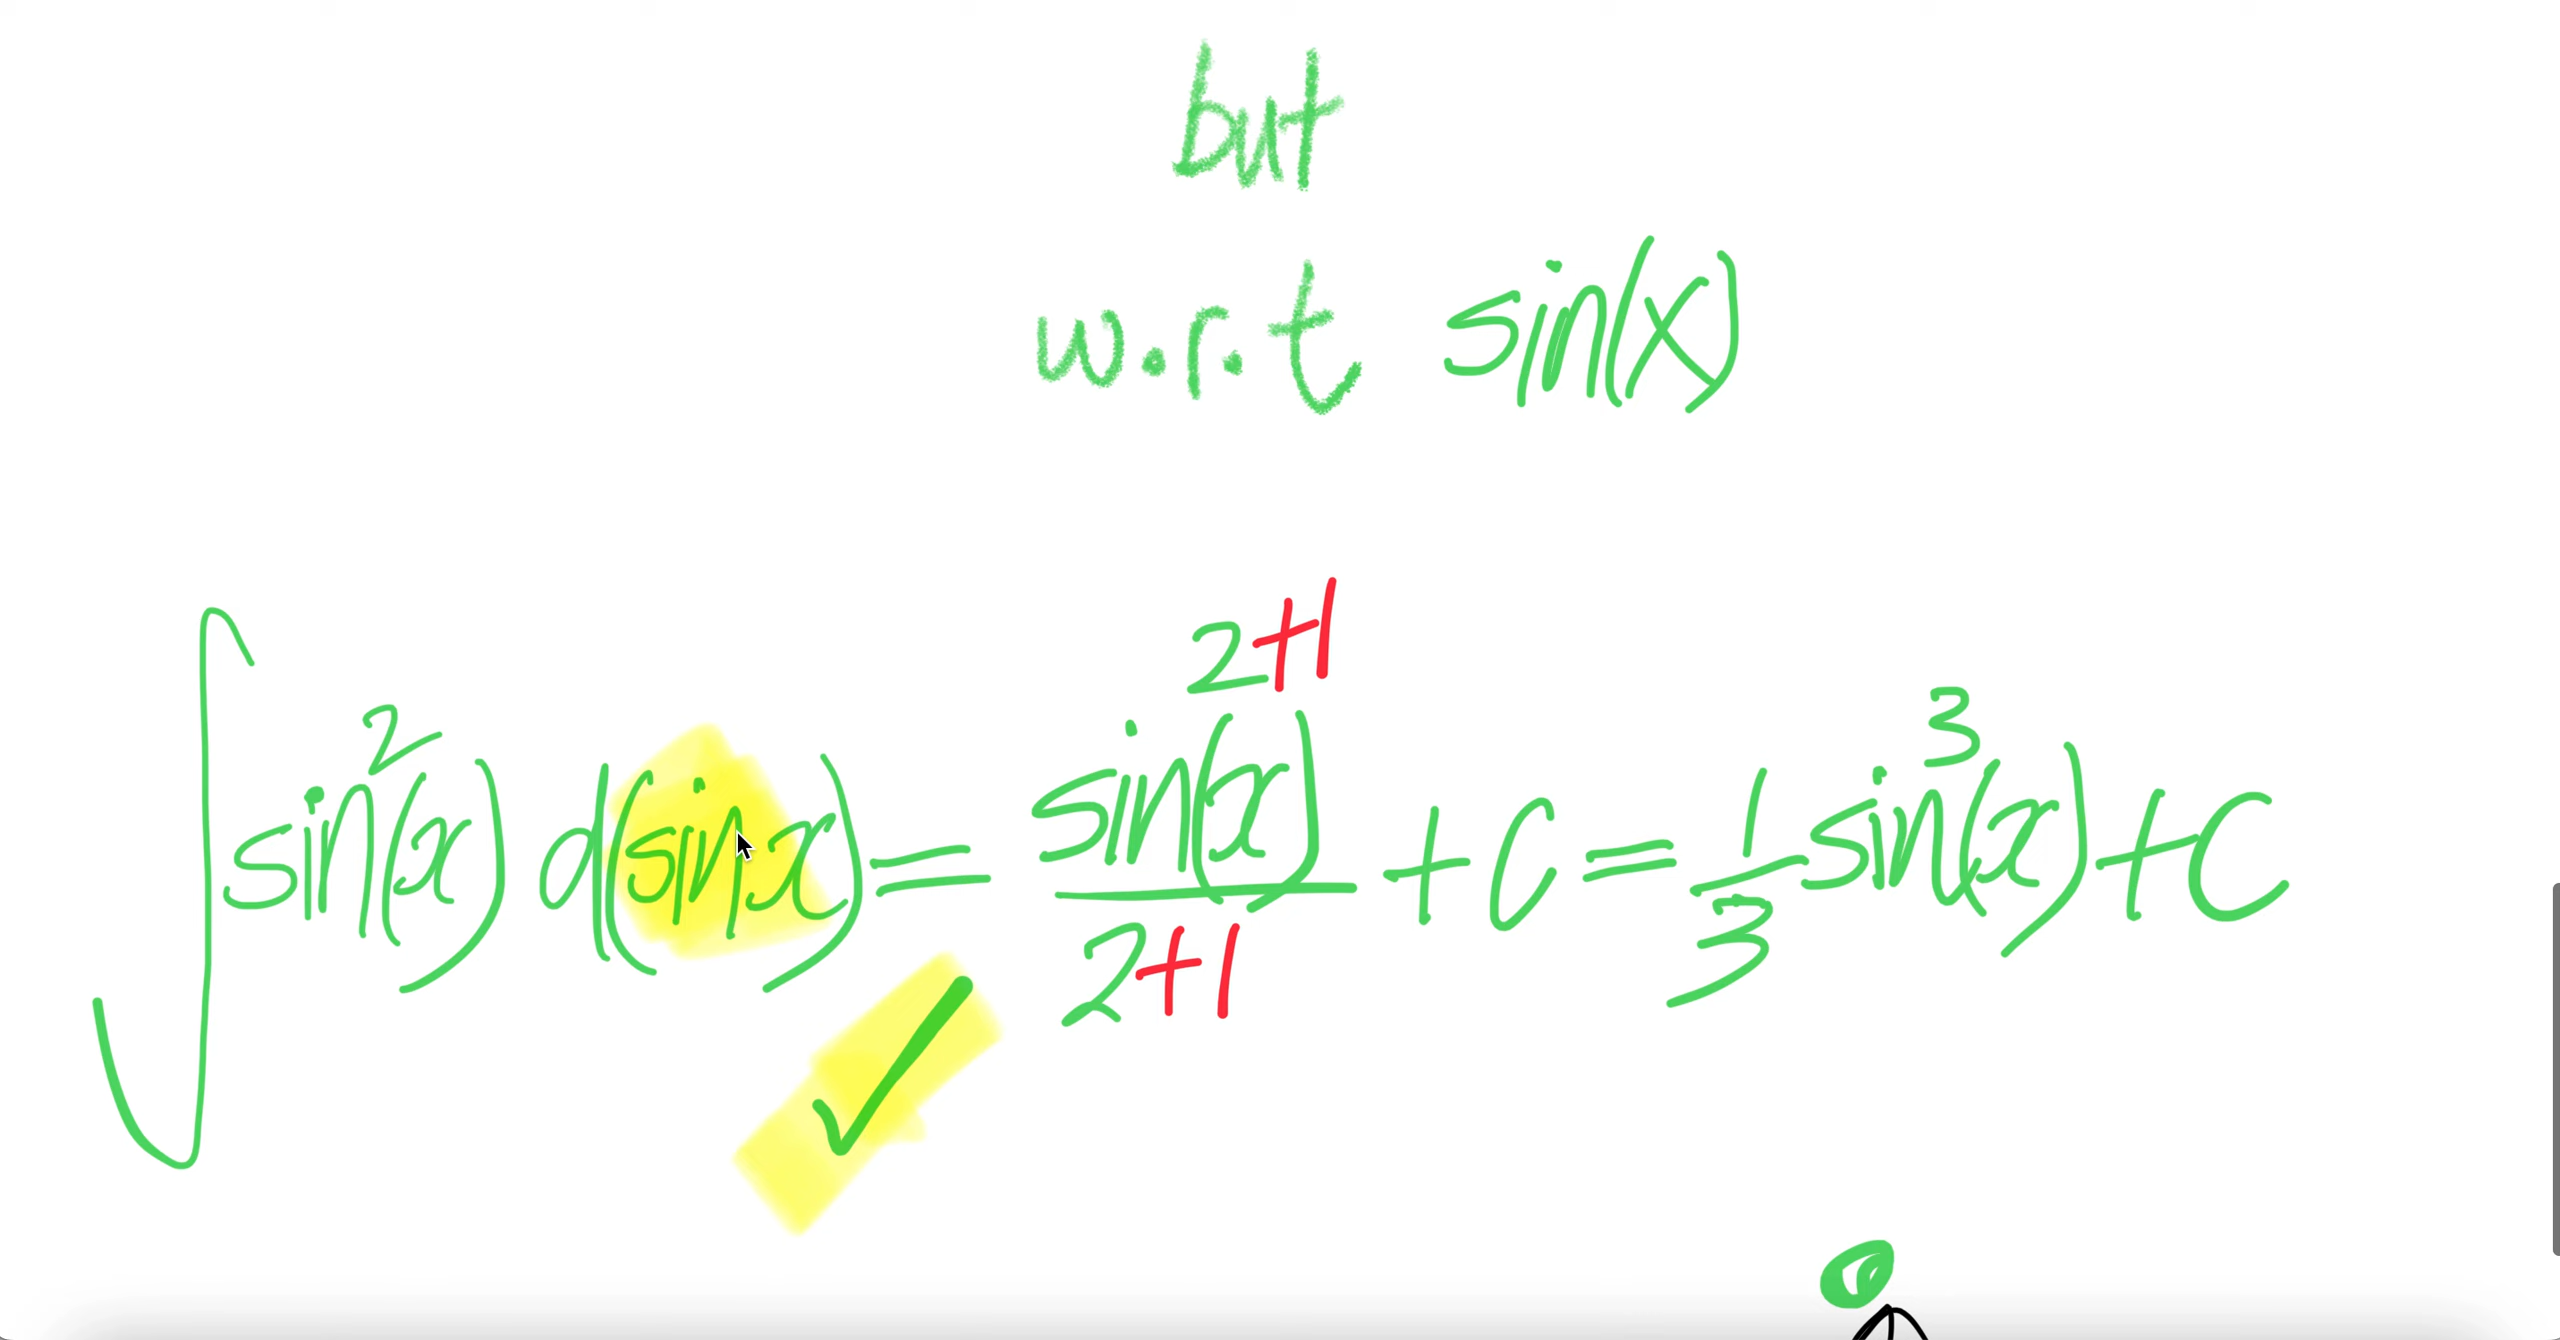 but
w.r.t sin(x)
∫ sin²(x) d(sin x) = sin(x)^(2+1) / (2+1) + C = 1/3 sin³(x) + C